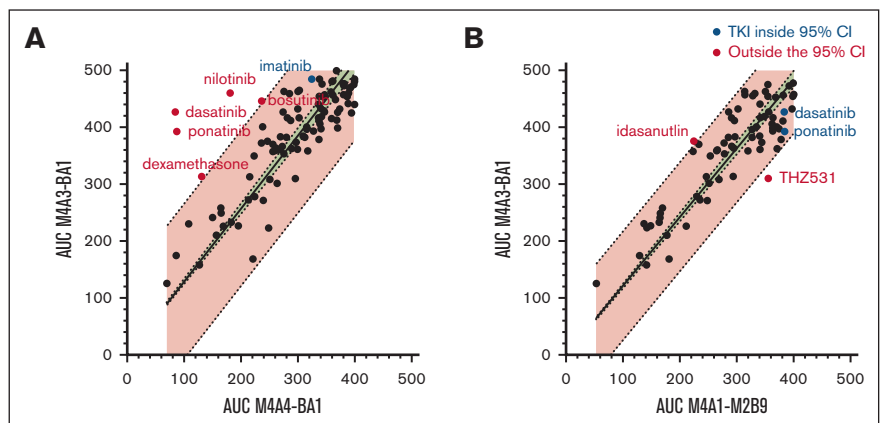 A
B
TKI inside 95% CI
Outside the 95% CI
AUC M4A3-BA1
500
400
300
200
100
0
0 100 200 300 400 500
AUC M4A4-BA1
imatinib
nilotinib
bosutinib
dasatinib
ponatinib
dexamethasone
AUC M4A3-BA1
500
400
300
200
100
0
0 100 200 300 400 500
AUC M4A1-M2B9
idasanutlin
dasatinib
ponatinib
THZ531